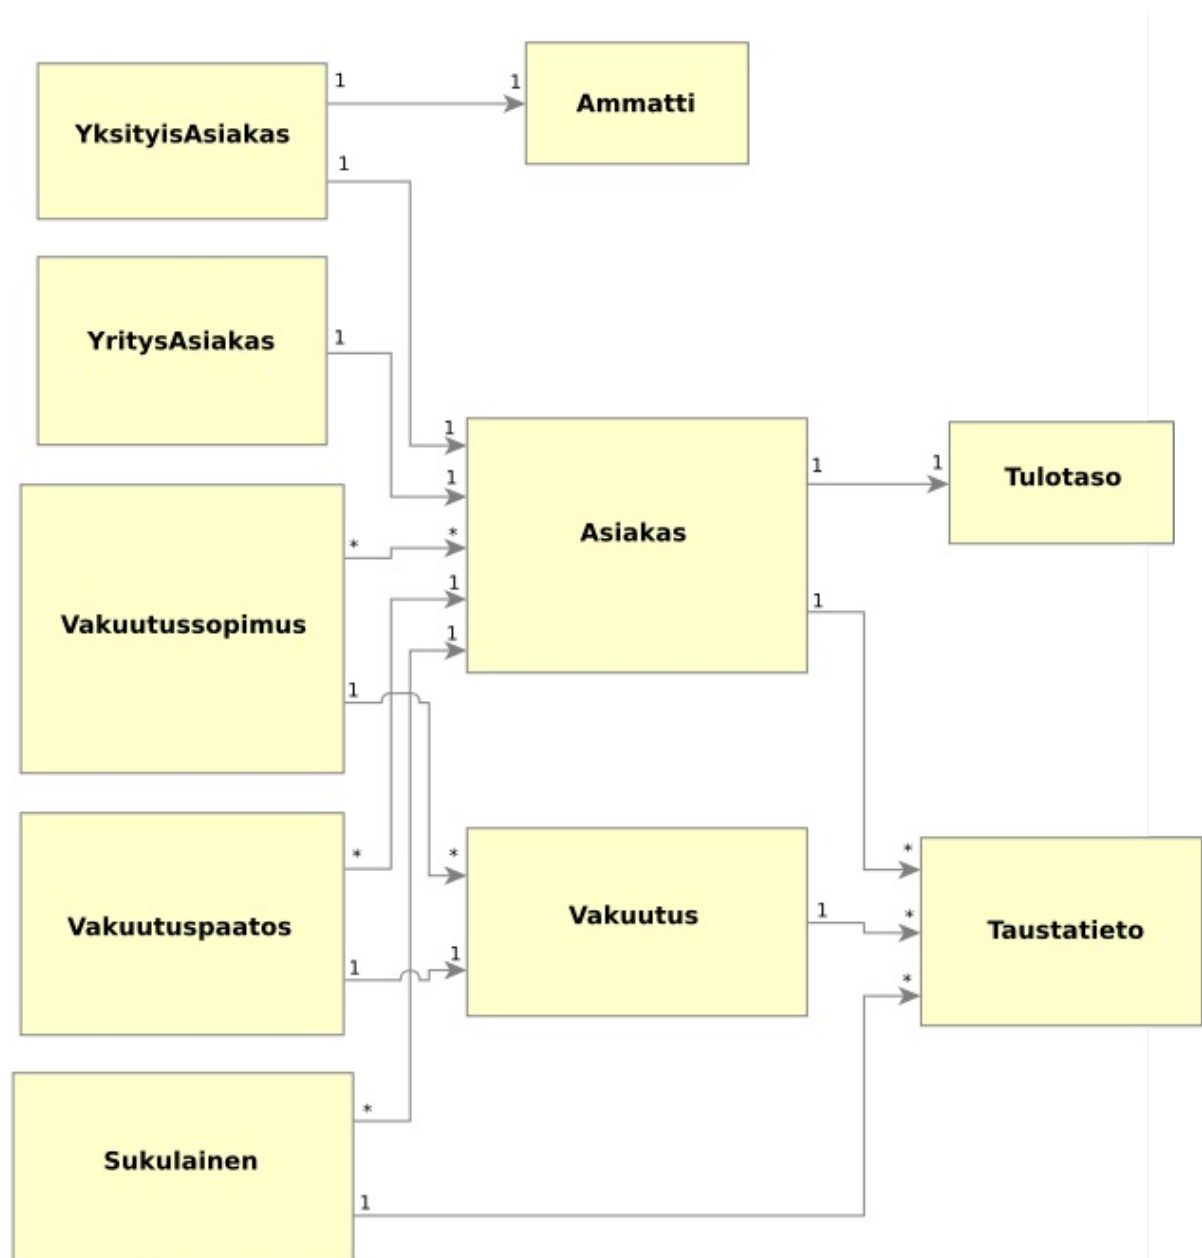 1
1
Ammatti
YksityisAsiakas
1
YritysAsiakas
1
1
1
1
1
Tulotaso
Asiakas
*
*
Vakuutussopimus
1
1
1
1
*
*
*
Vakuutus
1
*
Taustatieto
Vakuutuspaatos
1
1
*
*
Sukulainen
1